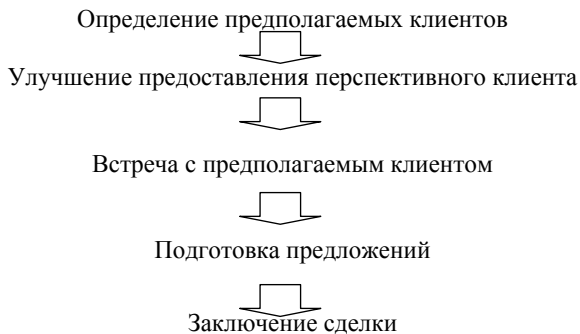 Определение предполагаемых клиентов
Улучшение предоставления перспективного клиента
Встреча с предполагаемым клиентом
Подготовка предложений
Заключение сделки